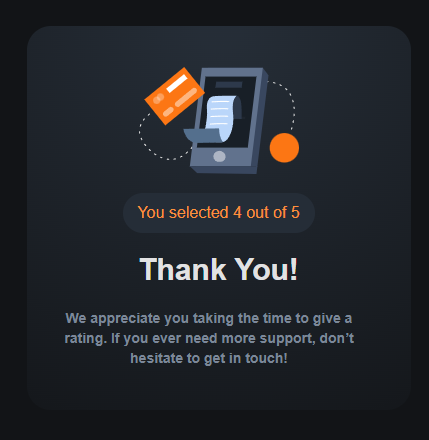 You selected 4 out of 5
Thank You!
We appreciate you taking the time to give a
rating. If you ever need more support, don’t
hesitate to get in touch!